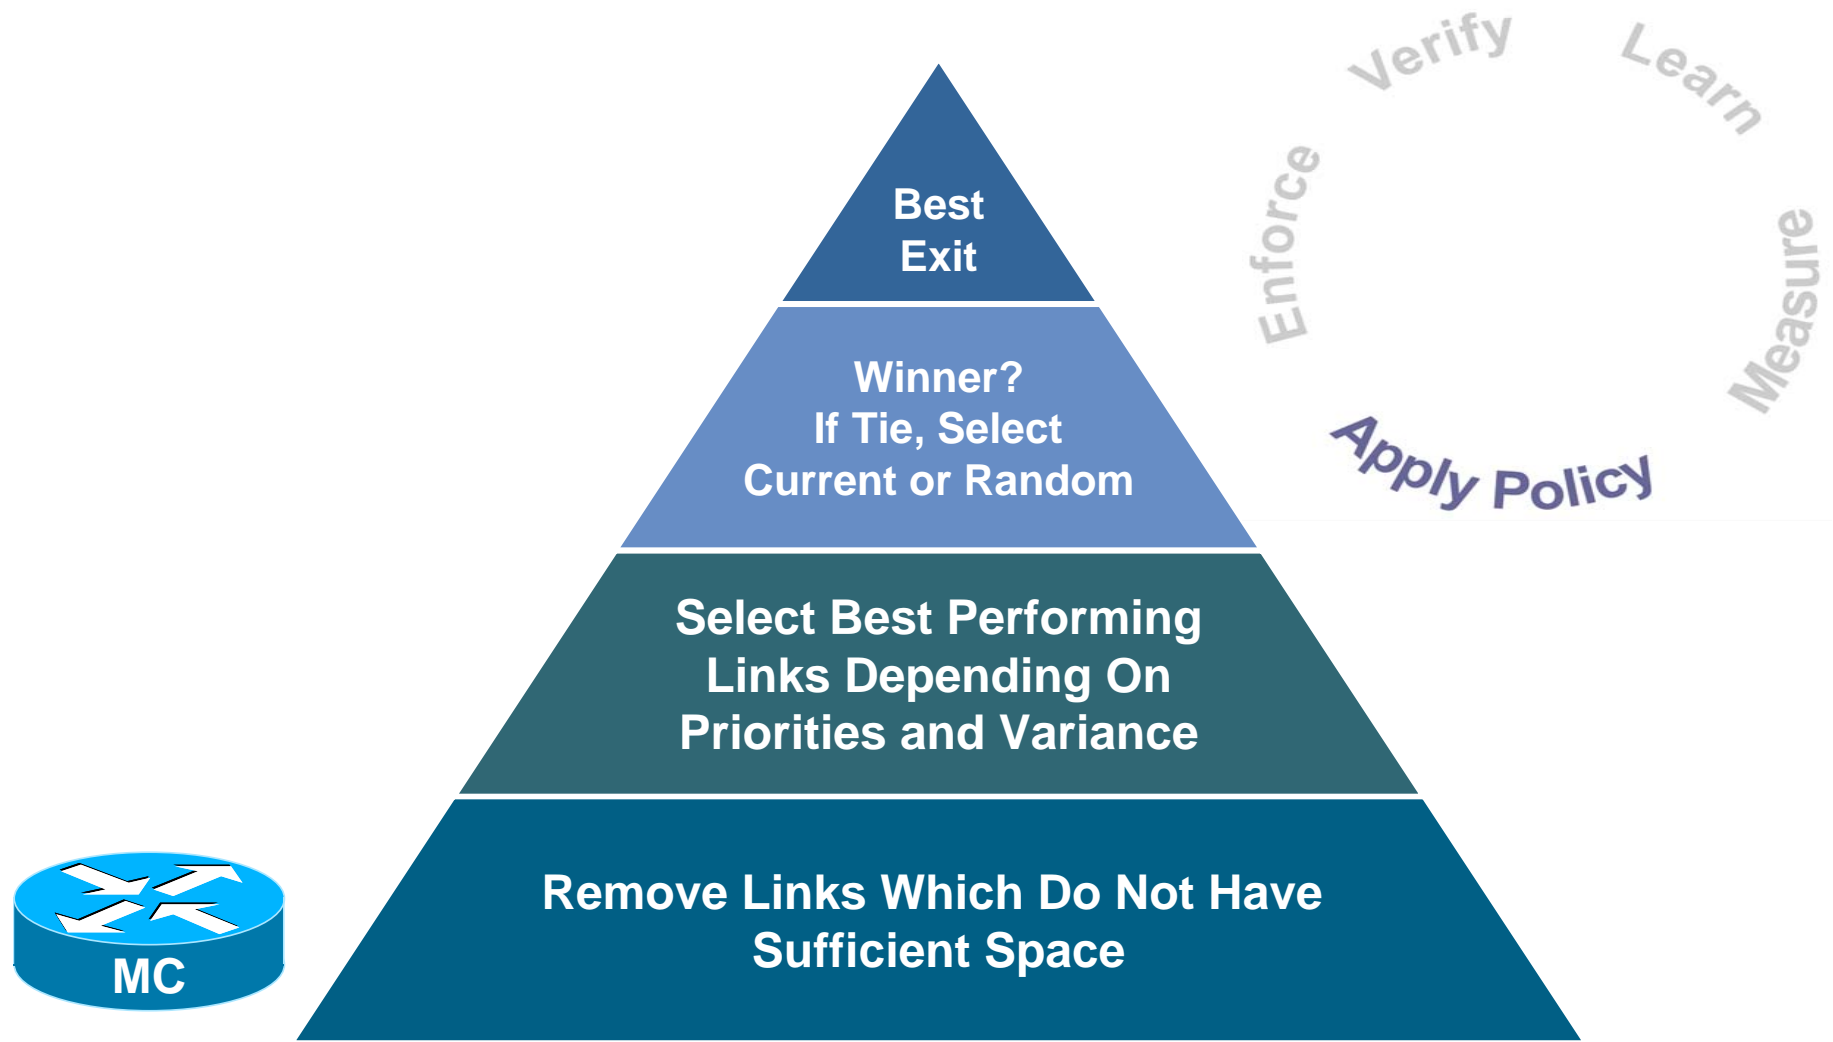 Best
Exit
Winner?
If Tie, Select
Current or Random
Select Best Performing
Links Depending On
Priorities and Variance
Remove Links Which Do Not Have
Sufficient Space
MC
Verify
Learn
Measure
Apply Policy
Enforce